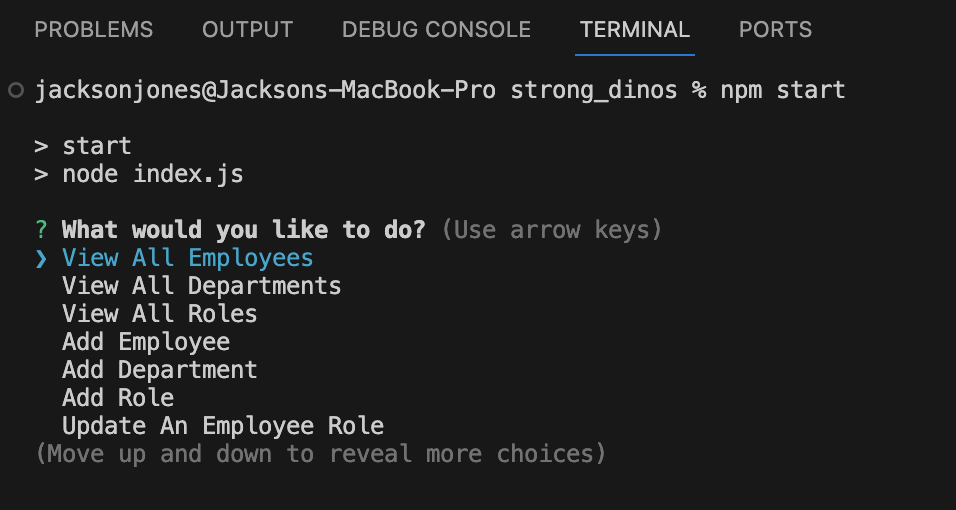 PROBLEMS OUTPUT DEBUG CONSOLE TERMINAL PORTS
jacksonjones@Jacksons-MacBook-Pro strong_dinos % npm start
> start
> node index.js
? What would you like to do? (Use arrow keys)
❯ View All Employees
View All Departments
View All Roles
Add Employee
Add Department
Add Role
Update An Employee Role
(Move up and down to reveal more choices)